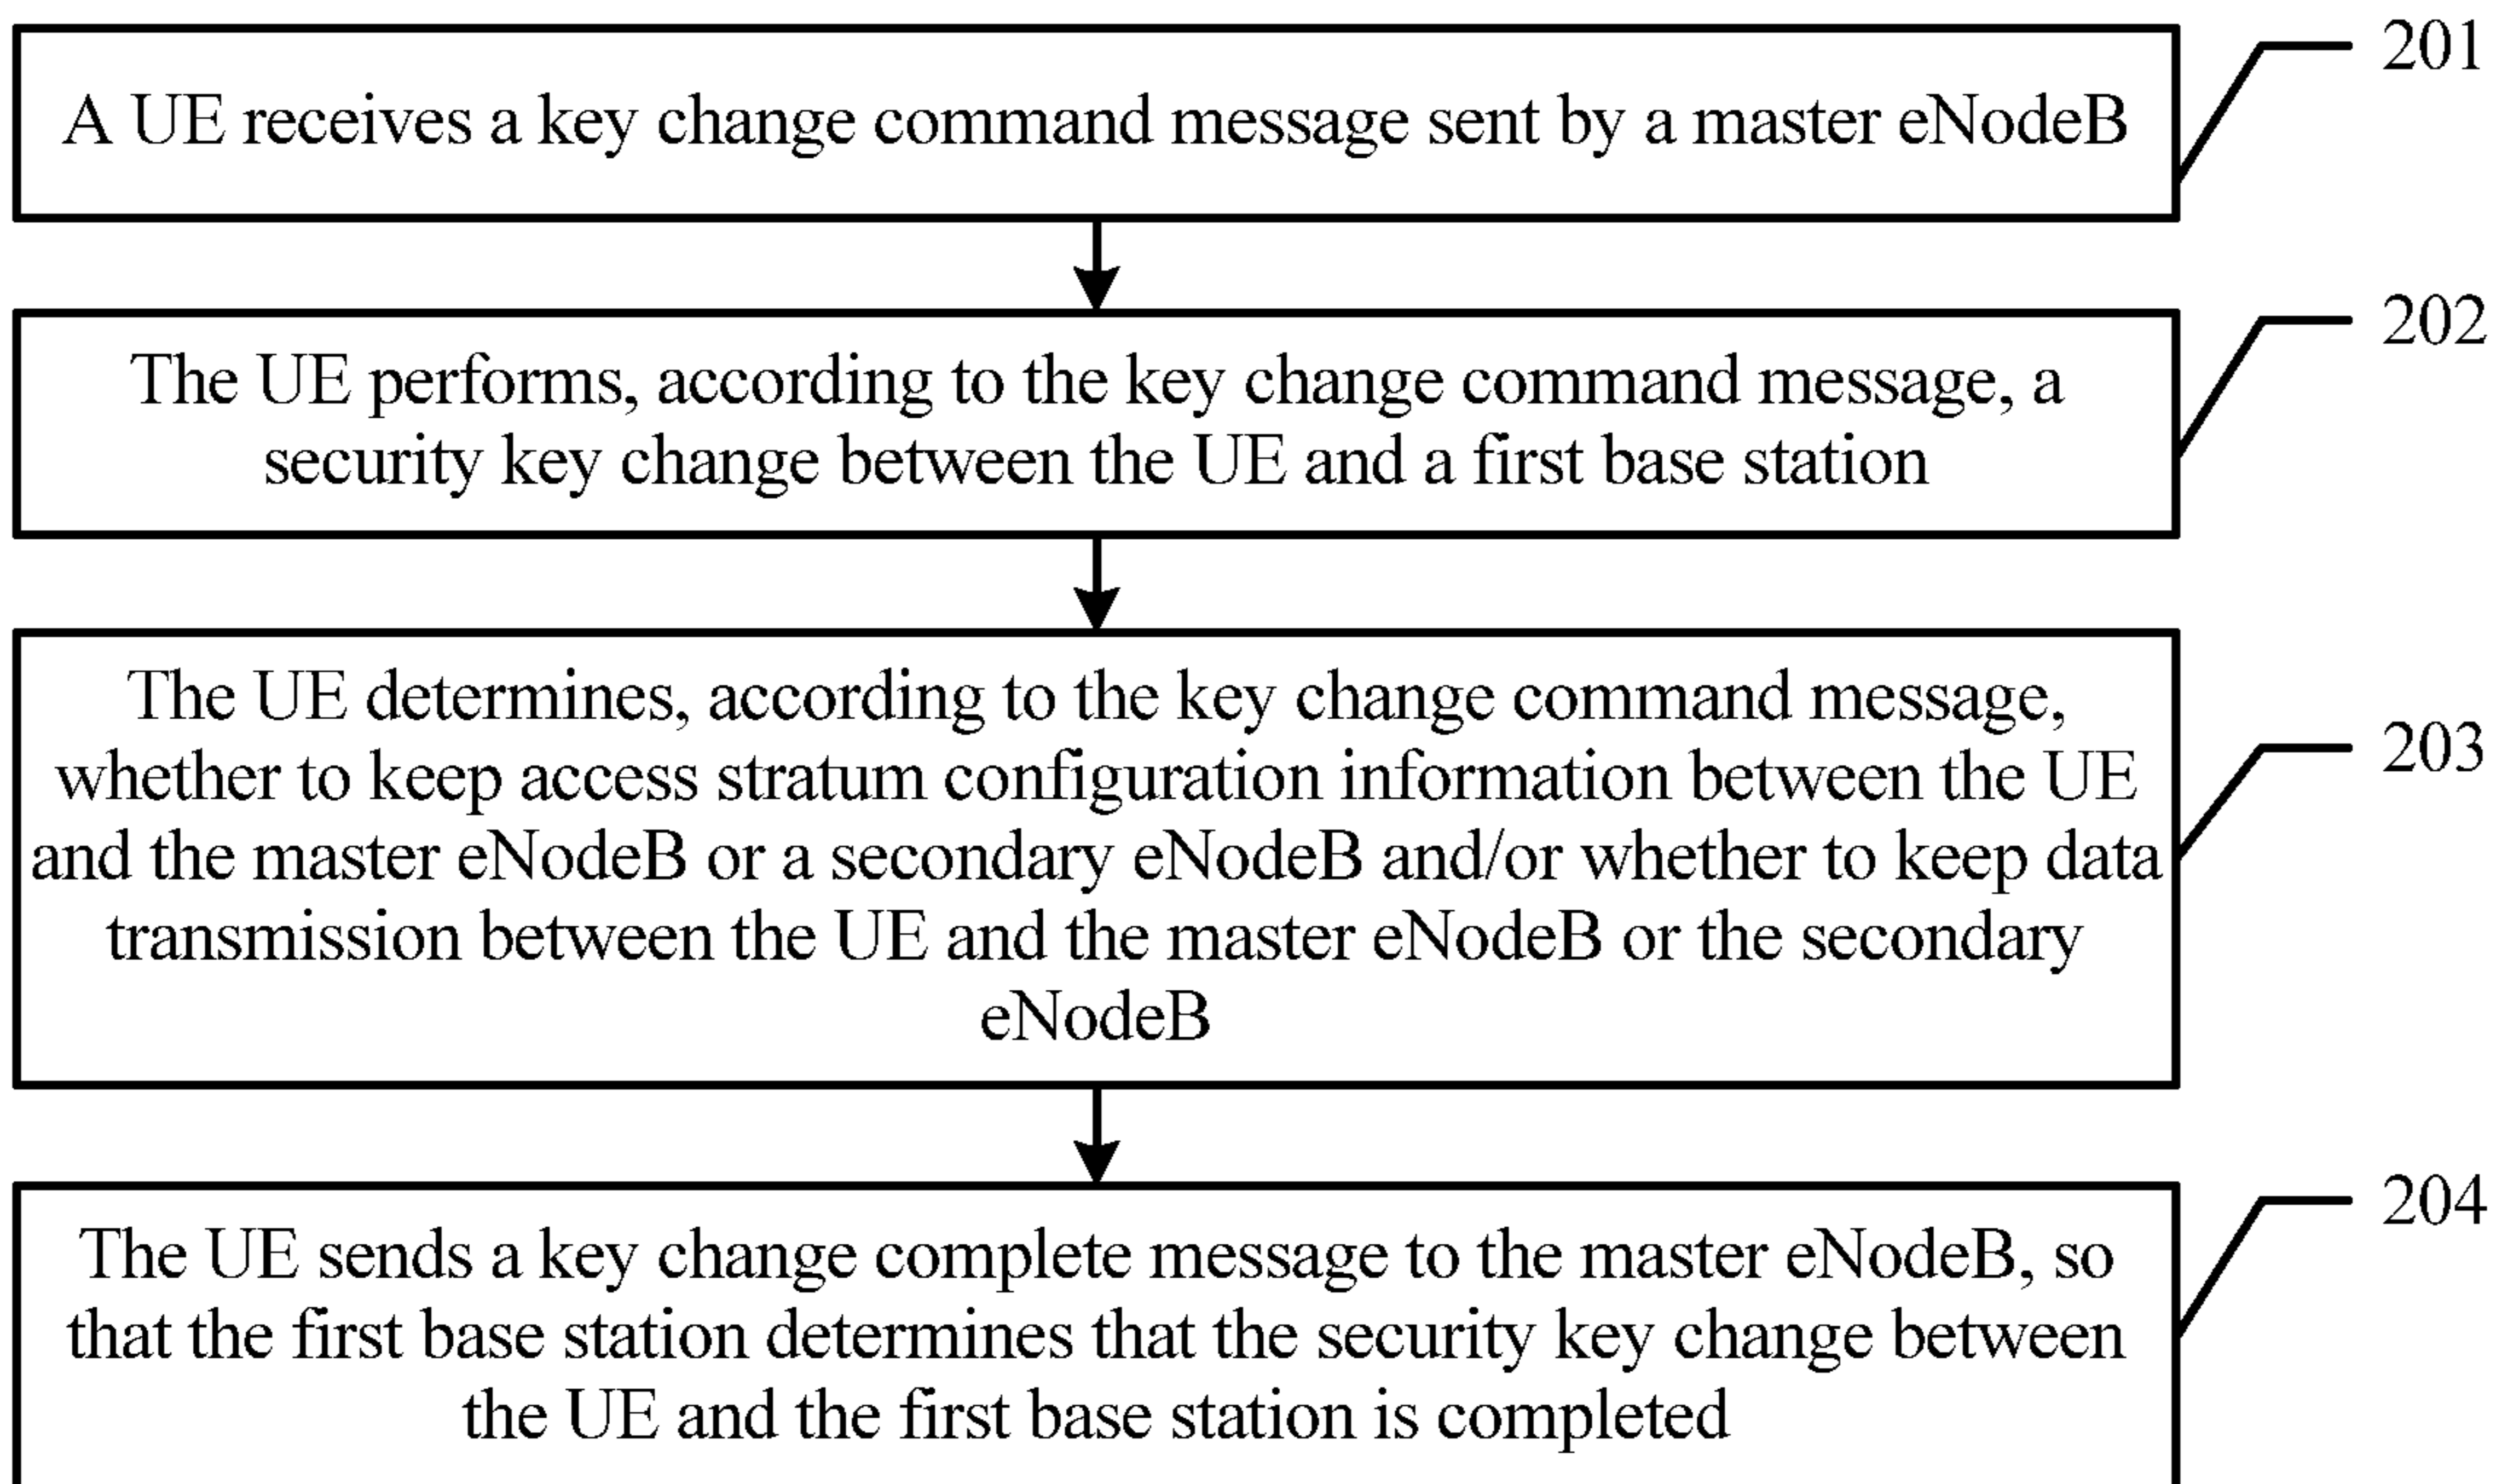 A UE receives a key change command message sent by a master eNodeB
201
The UE performs, according to the key change command message, a
security key change between the UE and a first base station
202
The UE determines, according to the key change command message,
whether to keep access stratum configuration information between the UE
and the master eNodeB or a secondary eNodeB and/or whether to keep data
transmission between the UE and the master eNodeB or the secondary
eNodeB
203
The UE sends a key change complete message to the master eNodeB, so
that the first base station determines that the security key change between
the UE and the first base station is completed
204